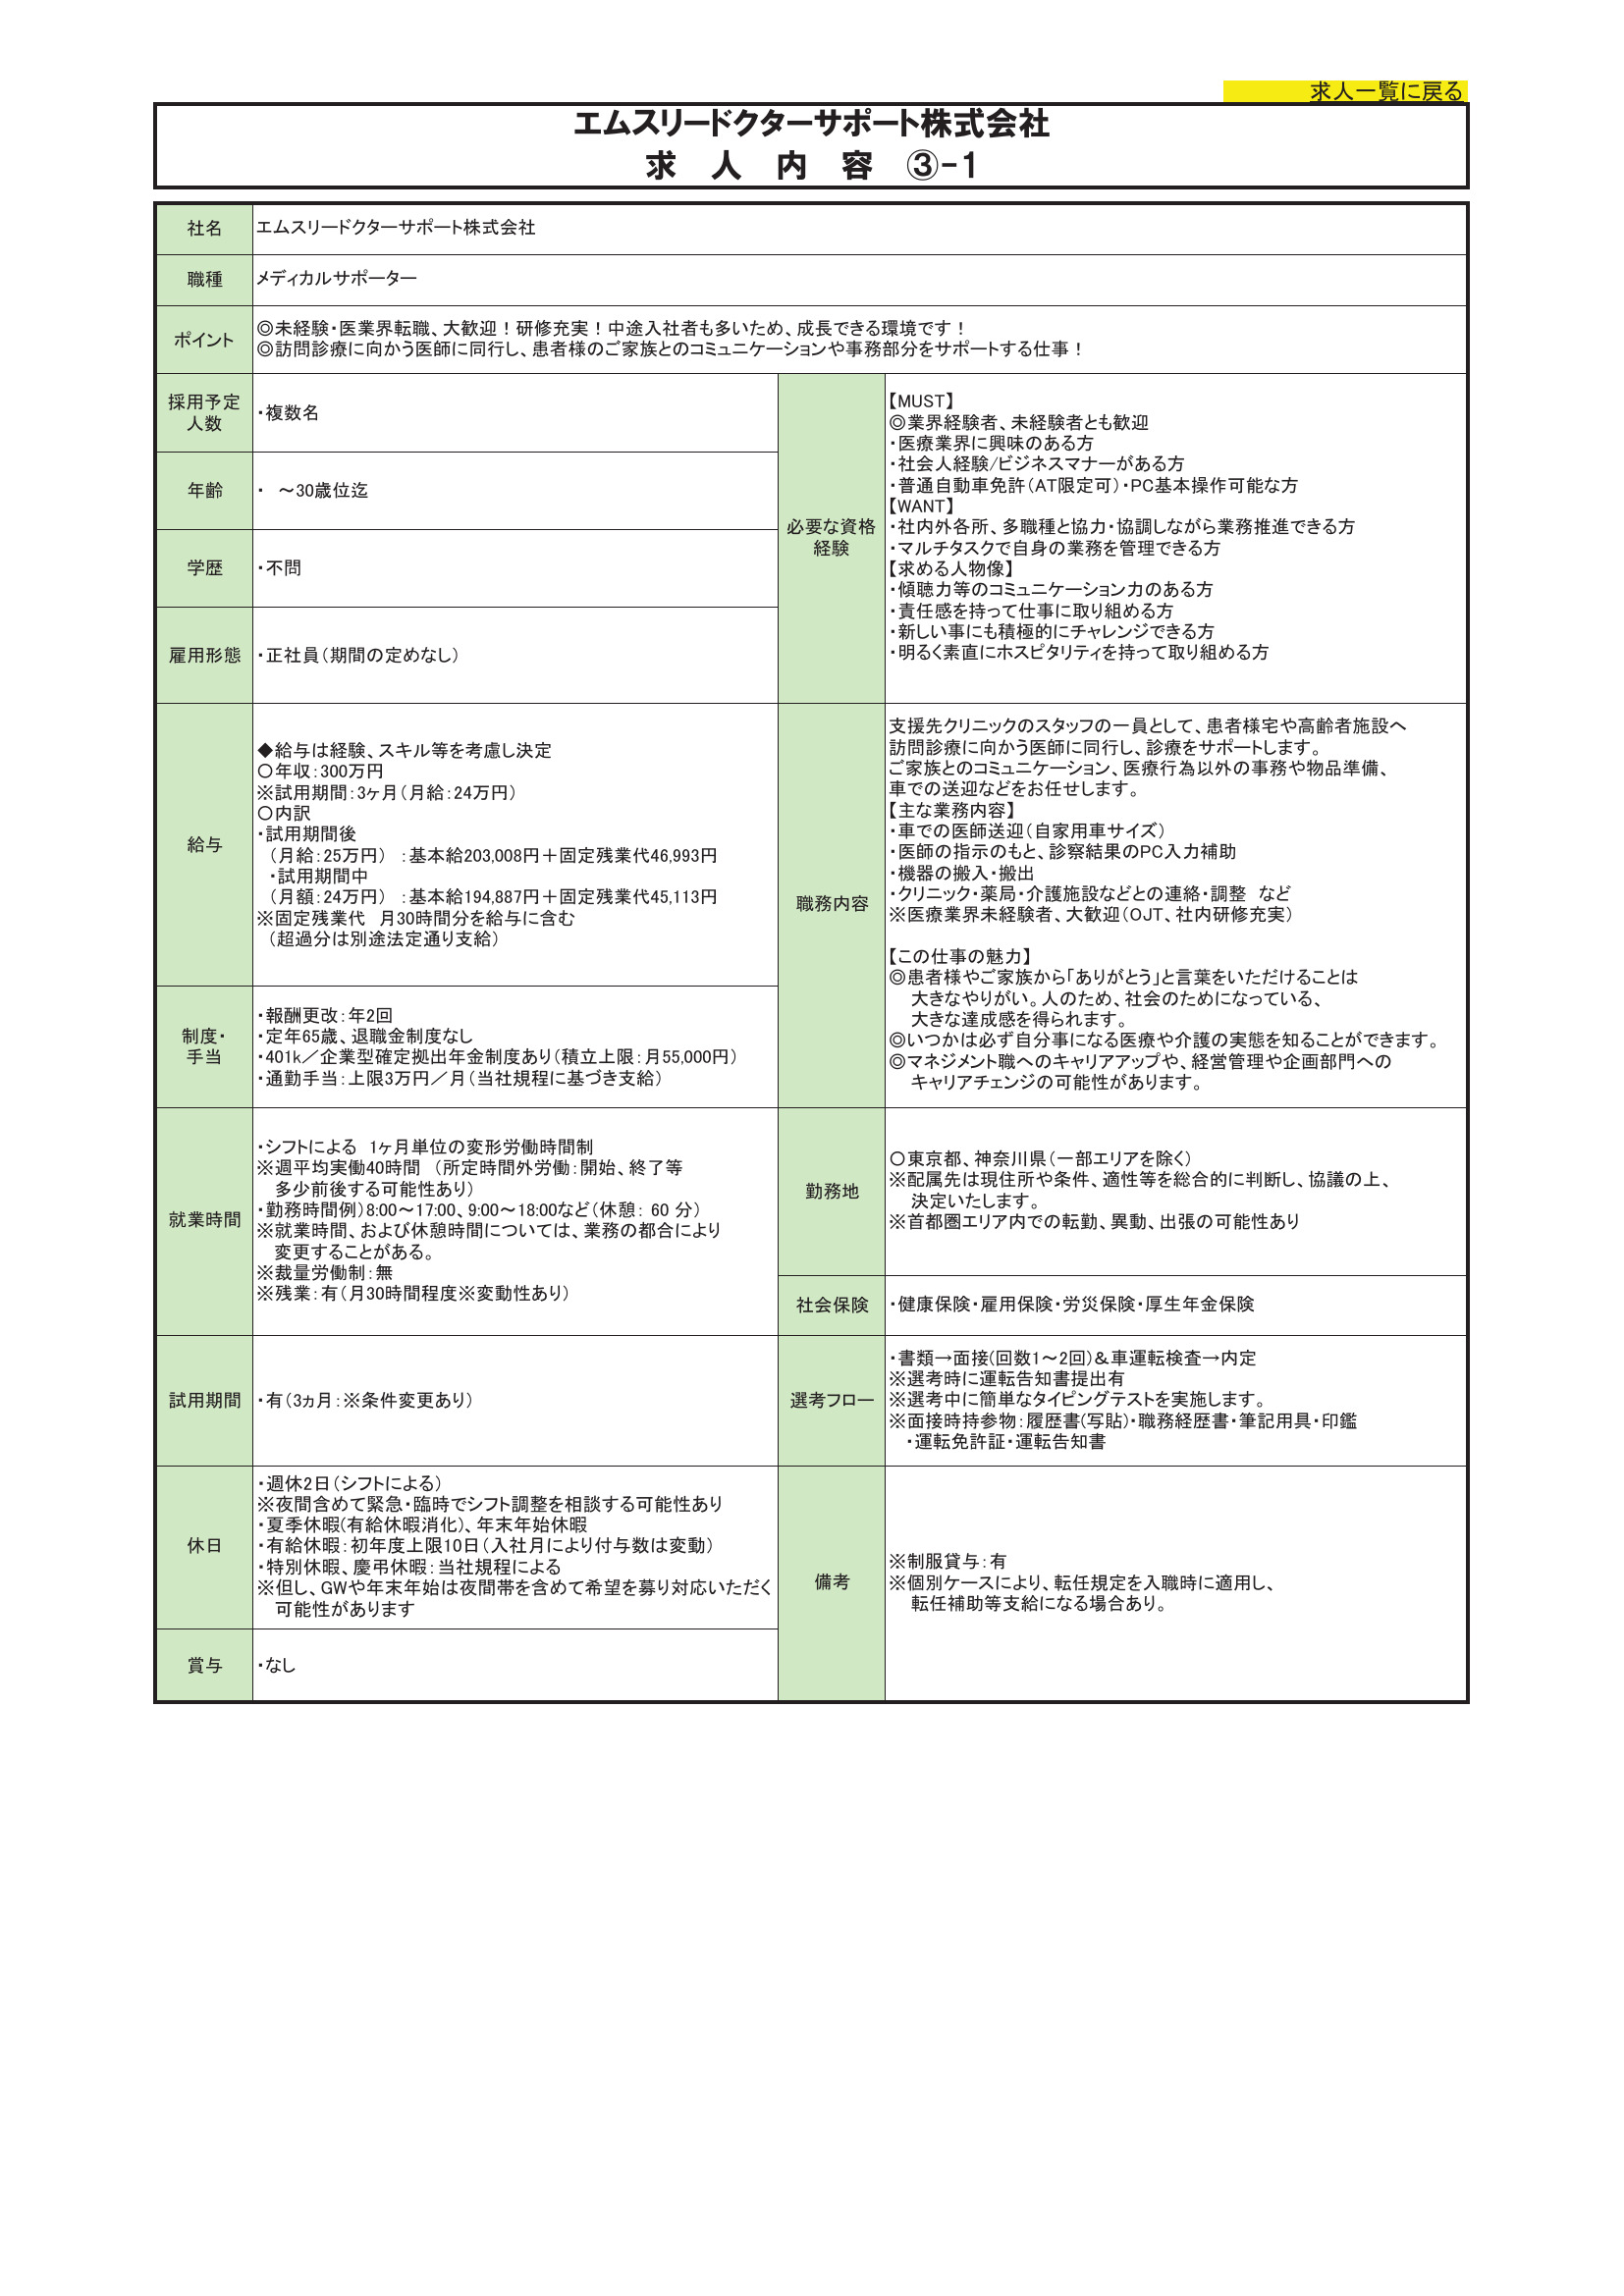 求人一覧に戻る
エムスリードクターサポート株式会社
求　人　内　容　③-1
社名
エムスリードクターサポート株式会社
職種
メディカルサポーター
ポイント
◎未経験・医業界転職、大歓迎！研修充実！中途入社者も多いため、成長できる環境です！
◎訪問診療に向かう医師に同行し、患者様のご家族とのコミュニケーションや事務部分をサポートする仕事！
採用予定
人数
・複数名
年齢
・　～30歳位迄
学歴
・不問
雇用形態
・正社員（期間の定めなし）
必要な資格
経験
【MUST】
◎業界経験者、未経験者とも歓迎
・医療業界に興味のある方
・社会人経験/ビジネスマナーがある方
・普通自動車免許（AT限定可）・PC基本操作可能な方
【WANT】
・社内外各所、多職種と協力・協調しながら業務推進できる方
・マルチタスクで自身の業務を管理できる方
【求める人物像】
・傾聴力等のコミュニケーション力のある方
・責任感を持って仕事に取り組める方
・新しい事にも積極的にチャレンジできる方
・明るく素直にホスピタリティを持って取り組める方
給与
◆給与は経験、スキル等を考慮し決定
〇年収：300万円
※試用期間：3ヶ月（月給：24万円）
〇内訳
・試用期間後
（月給：25万円）　：基本給203,008円＋固定残業代46,993円
・試用期間中
（月額：24万円）　：基本給194,887円＋固定残業代45,113円
※固定残業代　月30時間分を給与に含む
（超過分は別途法定通り支給）
制度・
手当
・報酬更改：年2回
・定年65歳、退職金制度なし
・401k／企業型確定拠出年金制度あり（積立上限：月55,000円）
・通勤手当：上限3万円／月（当社規程に基づき支給）
職務内容
支援先クリニックのスタッフの一員として、患者様宅や高齢者施設へ
訪問診療に向かう医師に同行し、診療をサポートします。
ご家族とのコミュニケーション、医療行為以外の事務や物品準備、
車での送迎などをお任せします。
【主な業務内容】
・車での医師送迎（自家用車サイズ）
・医師の指示のもと、診察結果のPC入力補助
・機器の搬入・搬出
・クリニック・薬局・介護施設などとの連絡・調整　など
※医療業界未経験者、大歓迎（OJT、社内研修充実）
【この仕事の魅力】
◎患者様やご家族から「ありがとう」と言葉をいただけることは
大きなやりがい。人のため、社会のためになっている、
大きな達成感を得られます。
◎いつかは必ず自分事になる医療や介護の実態を知ることができます。
◎マネジメント職へのキャリアアップや、経営管理や企画部門への
キャリアチェンジの可能性があります。
就業時間
・シフトによる　1ヶ月単位の変形労働時間制
※週平均実働40時間　（所定時間外労働：開始、終了等
多少前後する可能性あり）
・勤務時間例）8:00～17:00、9:00～18:00など（休憩： 60 分）
※就業時間、および休憩時間については、業務の都合により
変更することがある。
※裁量労働制：無
※残業：有（月30時間程度※変動性あり）
勤務地
〇東京都、神奈川県（一部エリアを除く）
※配属先は現住所や条件、適性等を総合的に判断し、協議の上、
決定いたします。
※首都圏エリア内での転勤、異動、出張の可能性あり
社会保険
・健康保険・雇用保険・労災保険・厚生年金保険
試用期間
・有（3ヵ月：※条件変更あり）
選考フロー
・書類→面接(回数1～2回)＆車運転検査→内定
※選考時に運転告知書提出有
※選考中に簡単なタイピングテストを実施します。
※面接時持参物：履歴書(写貼)・職務経歴書・筆記用具・印鑑
・運転免許証・運転告知書
休日
・週休2日（シフトによる）
※夜間含めて緊急・臨時でシフト調整を相談する可能性あり
・夏季休暇(有給休暇消化)、年末年始休暇
・有給休暇：初年度上限10日（入社月により付与数は変動）
・特別休暇、慶弔休暇：当社規程による
※但し、GWや年末年始は夜間帯を含めて希望を募り対応いただく
可能性があります
備考
※制服貸与：有
※個別ケースにより、転任規定を入職時に適用し、
転任補助等支給になる場合あり。
賞与
・なし